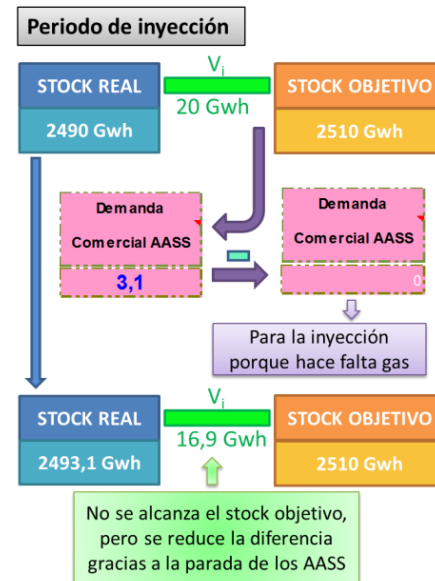 Periodo de inyección
V_i
STOCK REAL
STOCK OBJETIVO
20 Gwh
2490 Gwh
2510 Gwh
Demanda
Comercial AASS
3,1
Demanda
Comercial AASS
0
Para la inyección
porque hace falta gas
V_i
STOCK REAL
STOCK OBJETIVO
16,9 Gwh
2493,1 Gwh
2510 Gwh
No se alcanza el stock objetivo,
pero se reduce la diferencia
gracias a la parada de los AASS